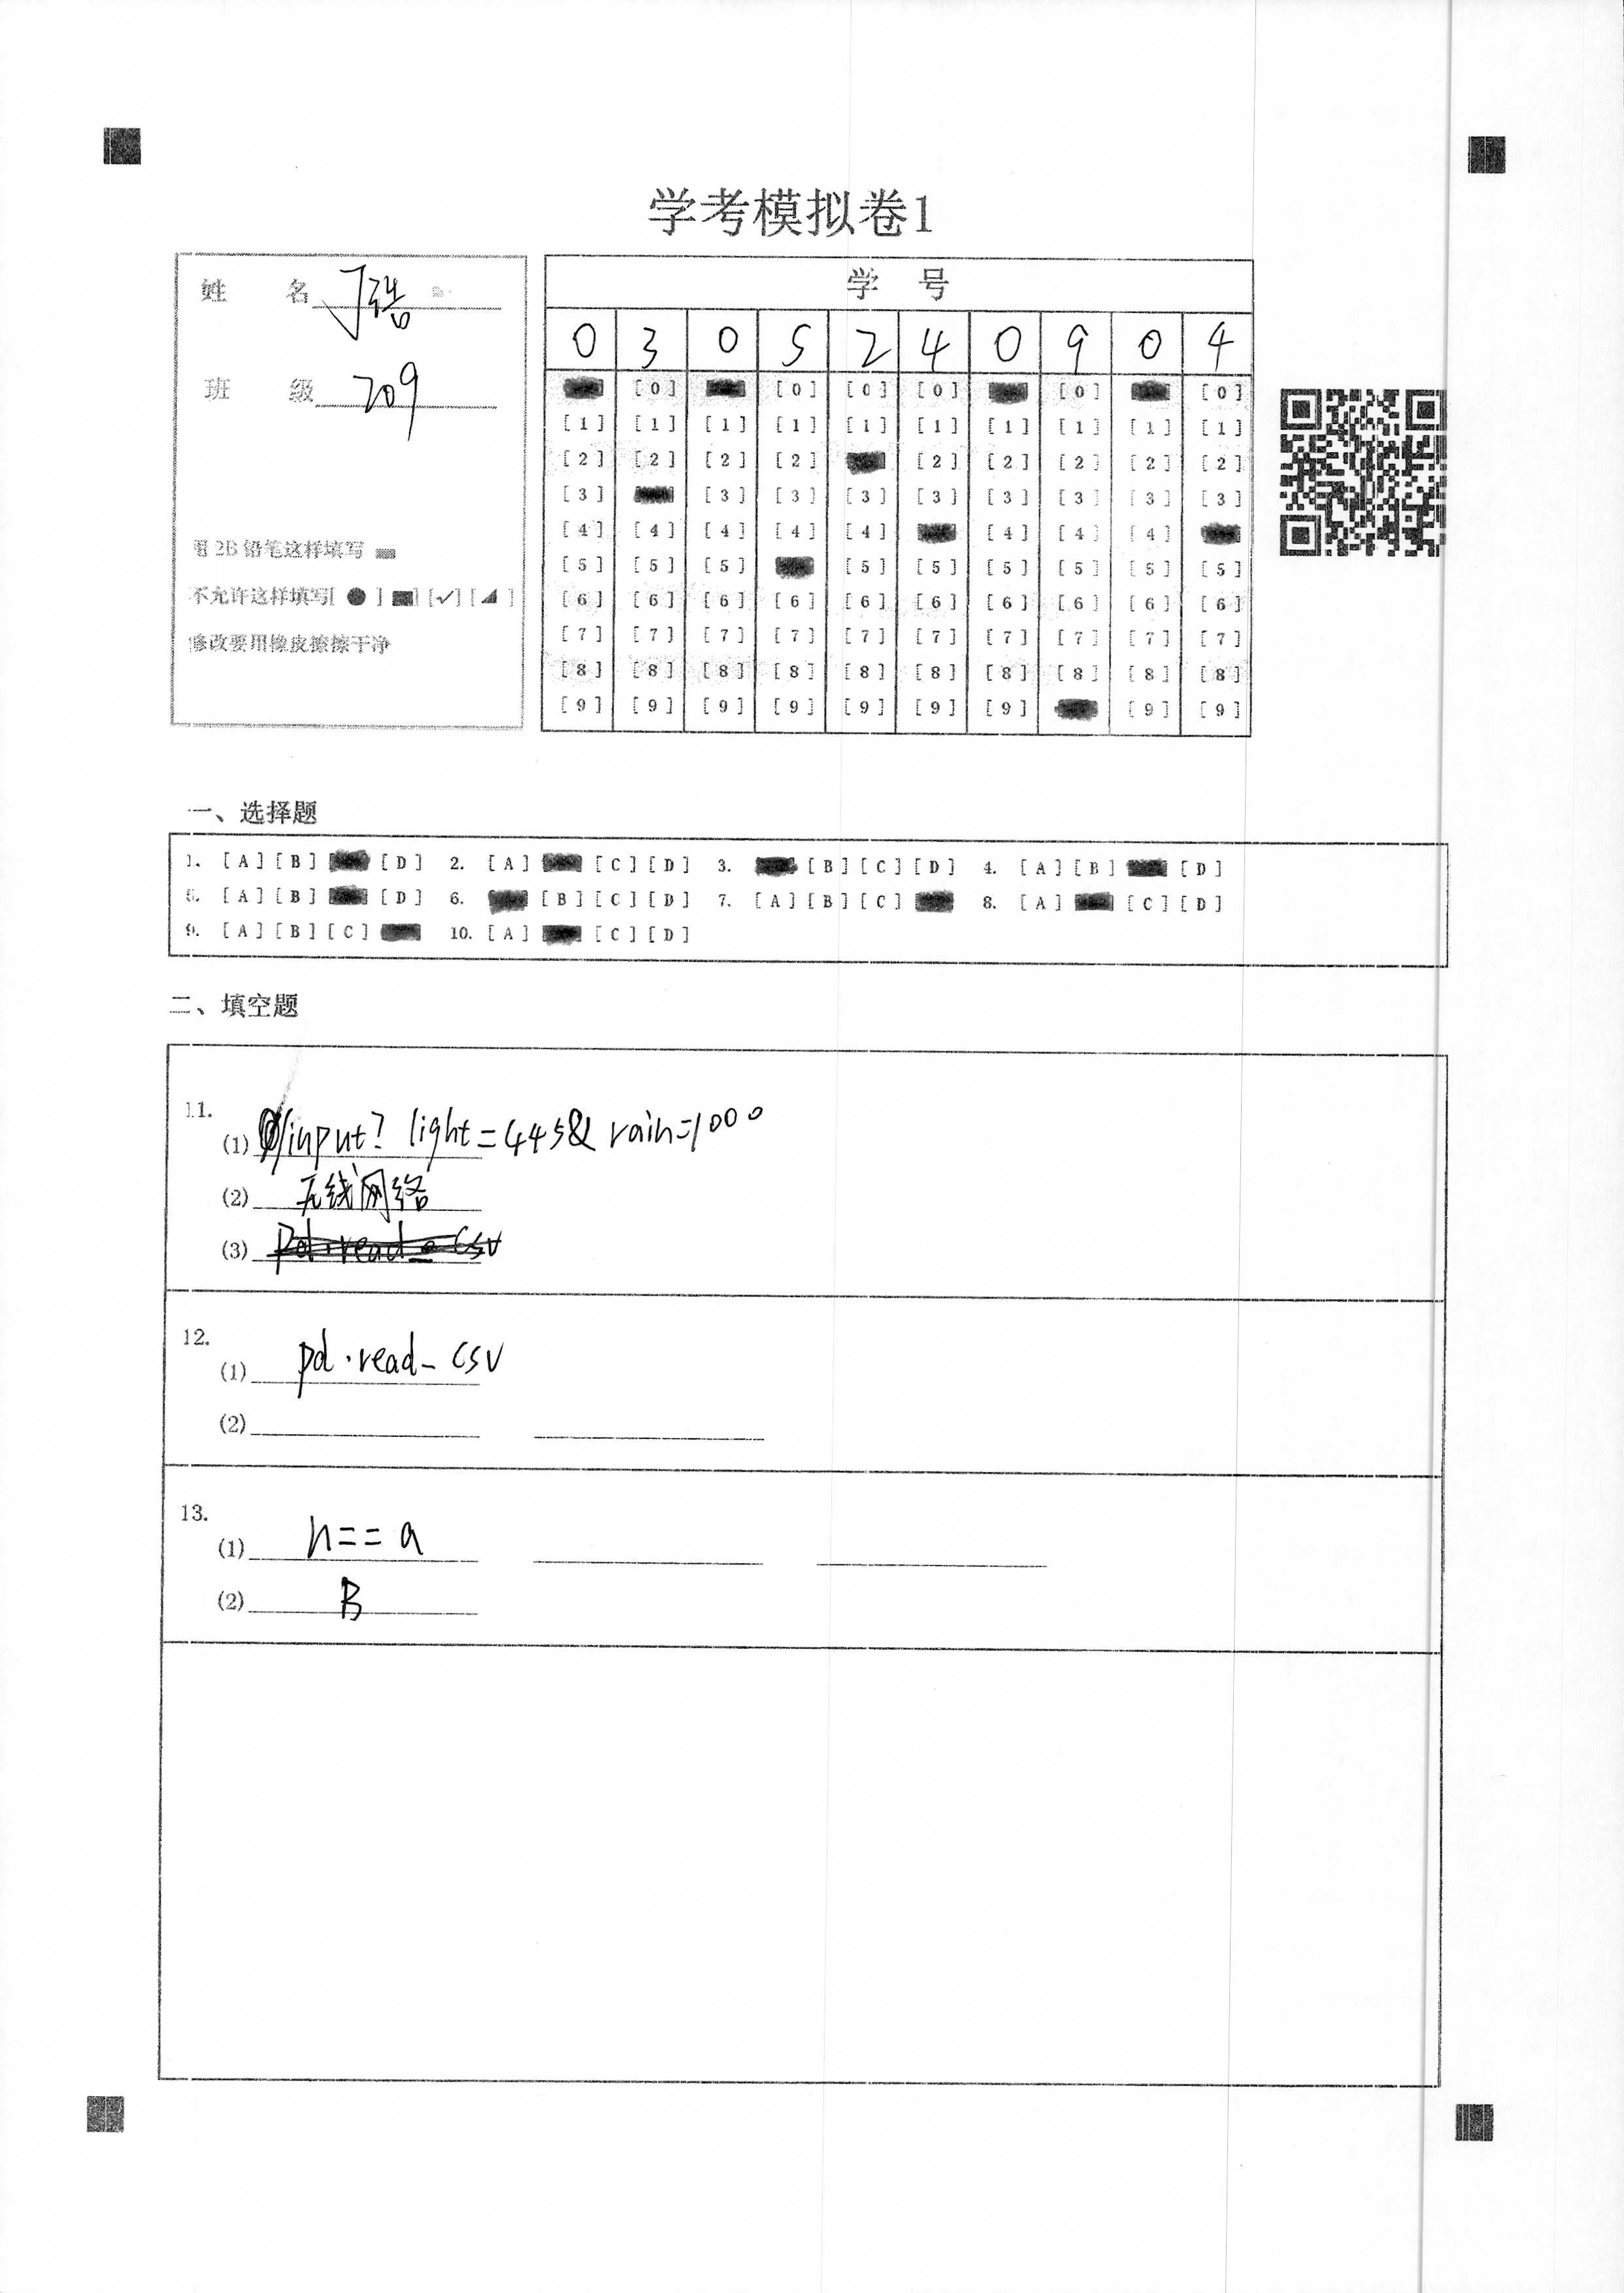 学考模拟卷1
姓 名 丁浩
班 级 209
用 2B 铅笔这样填写
不允许这样填写[ ● ] [✓] [◢ ]
修改要用橡皮擦擦干净
学 号
0 3 0 5 2 4 0 9 0 4
[0] [0] [0] [0] [0] [0]
[1] [1] [1] [1] [1] [1] [1] [1] [1] [1]
[2] [2] [2] [2] [2] [2] [2] [2] [2]
[3] [3] [3] [3] [3] [3] [3] [3] [3]
[4] [4] [4] [4] [4] [4] [4] [4]
[5] [5] [5] [5] [5] [5] [5] [5] [5]
[6] [6] [6] [6] [6] [6] [6] [6] [6] [6]
[7] [7] [7] [7] [7] [7] [7] [7] [7] [7]
[8] [8] [8] [8] [8] [8] [8] [8] [8] [8]
[9] [9] [9] [9] [9] [9] [9] [9] [9]
一、选择题
1. [A] [B] [D] 2. [A] [C] [D] 3. [B] [C] [D] 4. [A] [B] [D]
5. [A] [B] [D] 6. [B] [C] [D] 7. [A] [B] [C] 8. [A] [C] [D]
9. [A] [B] [C] 10. [A] [C] [D]
二、填空题
11.
(1) /input? light=445& rain=1000
(2) 无线网络
(3) pd.read_csv
12.
(1) pd.read_csv
(2)
13.
(1) n==a
(2) B